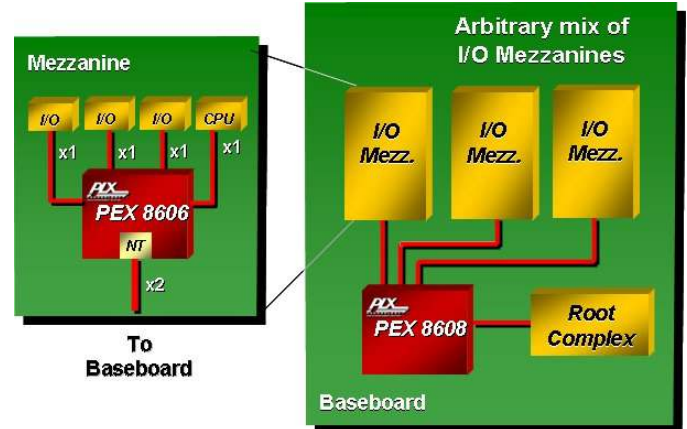 Mezzanine
I/O
I/O
I/O
CPU
x1
x1
x1
x1
PLX
PEX 8606
NT
x2
To
Baseboard
Arbitrary mix of
I/O Mezzanines
I/O
Mezz.
I/O
Mezz.
I/O
Mezz.
PLX
PEX 8608
Root
Complex
Baseboard